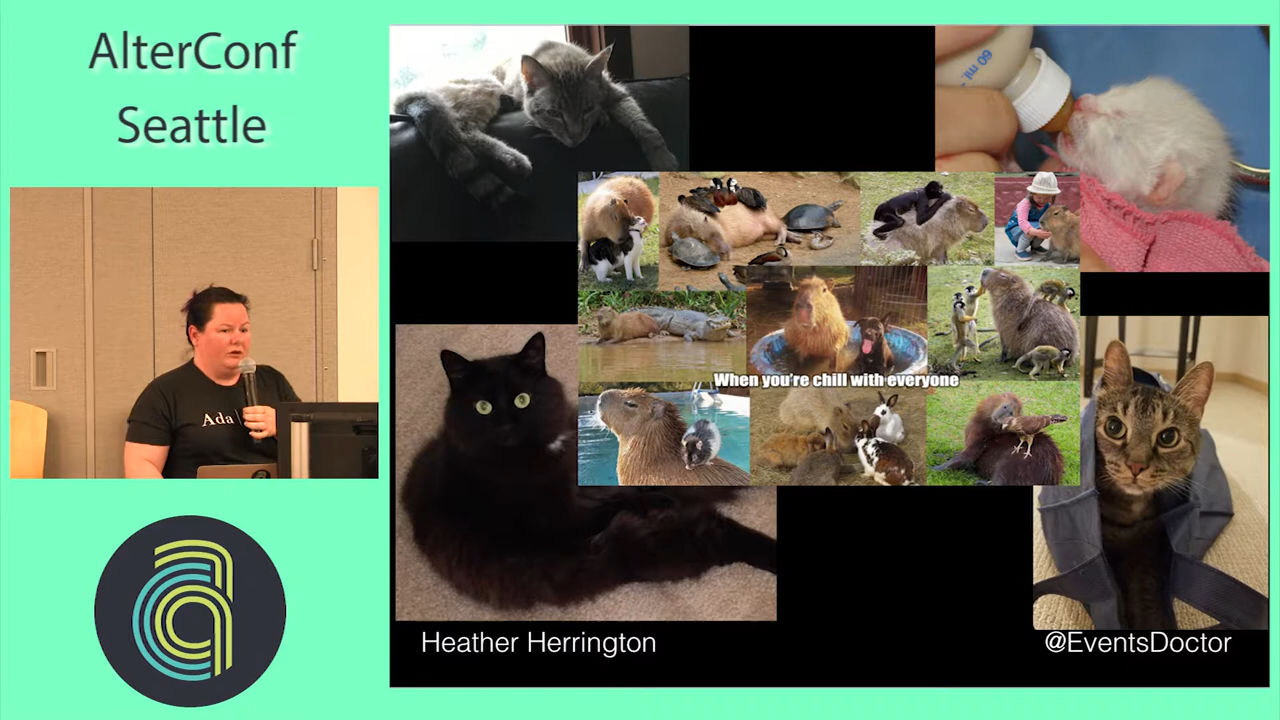 AlterConf
Seattle
60 ml.
Ada
When you're chill with everyone
Heather Herrington
@EventsDoctor